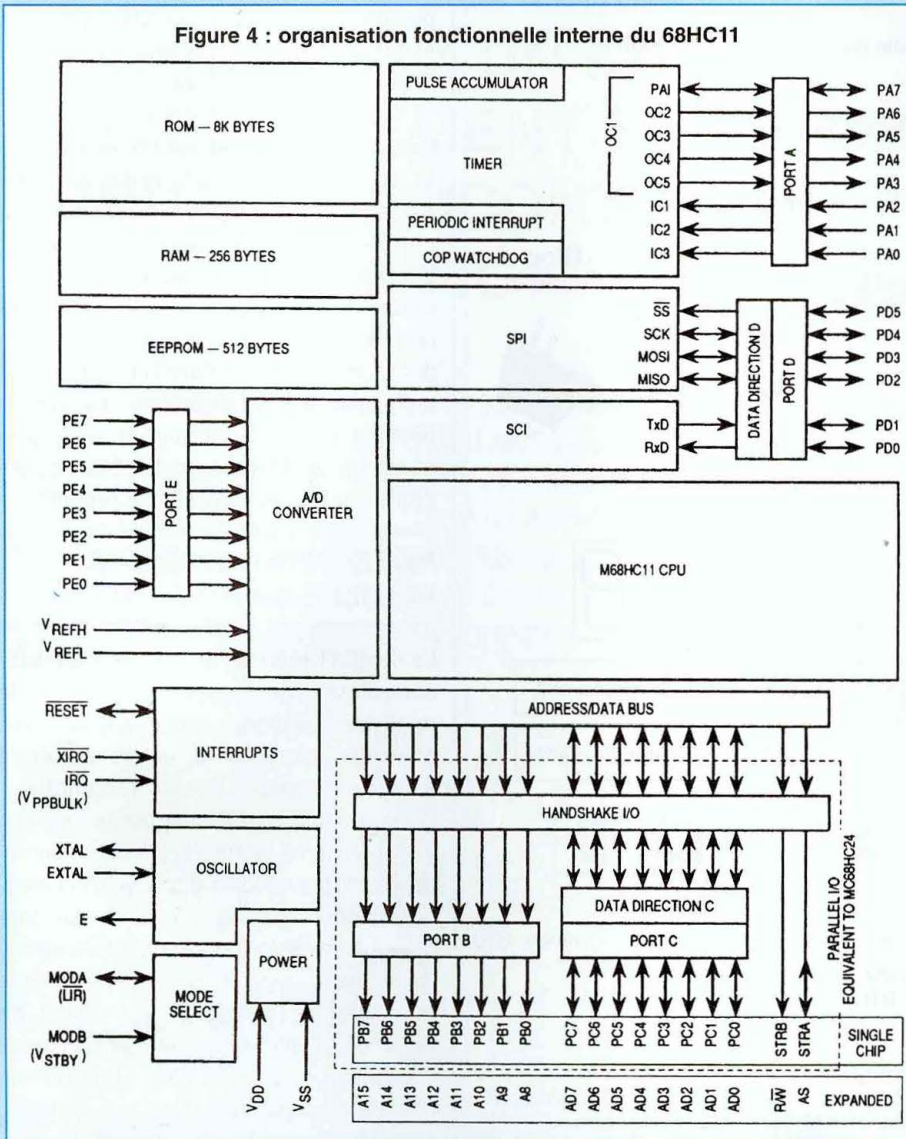 Figure 4 : organisation fonctionnelle interne du 68HC11
ROM — 8K BYTES
RAM — 256 BYTES
EEPROM — 512 BYTES
PULSE ACCUMULATOR
TIMER
PERIODIC INTERRUPT
COP WATCHDOG
OC1
PAI
OC2
OC3
OC4
OC5
IC1
IC2
IC3
PORT A
PA7
PA6
PA5
PA4
PA3
PA2
PA1
PA0
SPI
SS
SCK
MOSI
MISO
SCI
TxD
RxD
DATA DIRECTION D
PORT D
PD5
PD4
PD3
PD2
PD1
PD0
PE7
PE6
PE5
PE4
PE3
PE2
PE1
PE0
PORT E
A/D
CONVERTER
VREFH
VREFL
M68HC11 CPU
RESET
XIRQ
IRQ
(VPPBULK)
INTERRUPTS
XTAL
EXTAL
E
OSCILLATOR
MODA
(LIR)
MODB
(VSTBY)
MODE
SELECT
POWER
VDD
VSS
ADDRESS/DATA BUS
HANDSHAKE I/O
DATA DIRECTION C
PORT B
PORT C
PARALLEL I/O
EQUIVALENT TO MC68HC24
PB7
PB6
PB5
PB4
PB3
PB2
PB1
PB0
PC7
PC6
PC5
PC4
PC3
PC2
PC1
PC0
STRB
STRA
SINGLE
CHIP
A15
A14
A13
A12
A11
A10
A9
A8
AD7
AD6
AD5
AD4
AD3
AD2
AD1
AD0
R/W
AS
EXPANDED